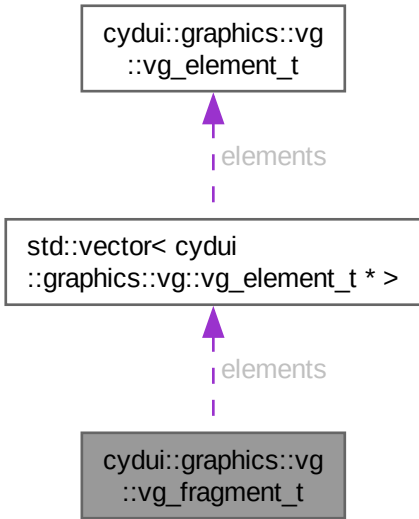 cydui::graphics::vg
::vg_element_t
elements
std::vector< cydui
::graphics::vg::vg_element_t * >
elements
cydui::graphics::vg
::vg_fragment_t